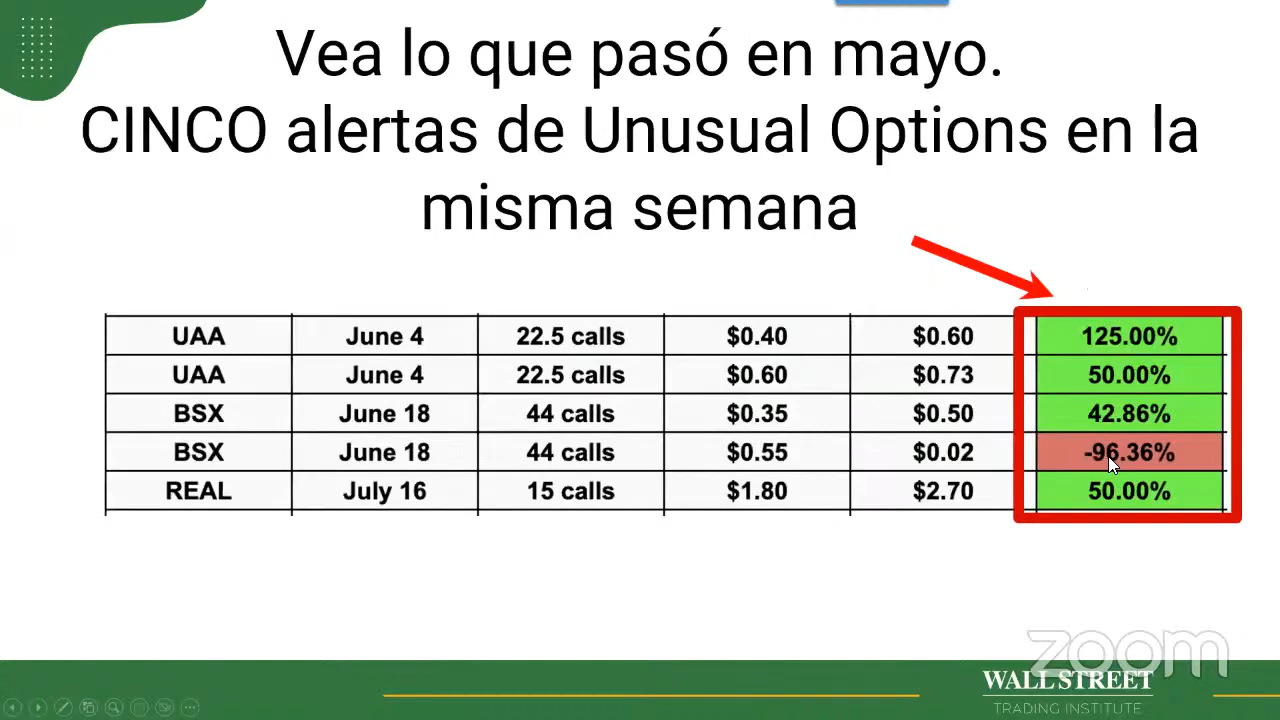 Vea lo que pasó en mayo.
CINCO alertas de Unusual Options en la
misma semana
UAA June 4 22.5 calls $0.40 $0.60 125.00%
UAA June 4 22.5 calls $0.60 $0.73 50.00%
BSX June 18 44 calls $0.35 $0.50 42.86%
BSX June 18 44 calls $0.55 $0.02 -96.36%
REAL July 16 15 calls $1.80 $2.70 50.00%
zoom
WALL STREET
TRADING INSTITUTE